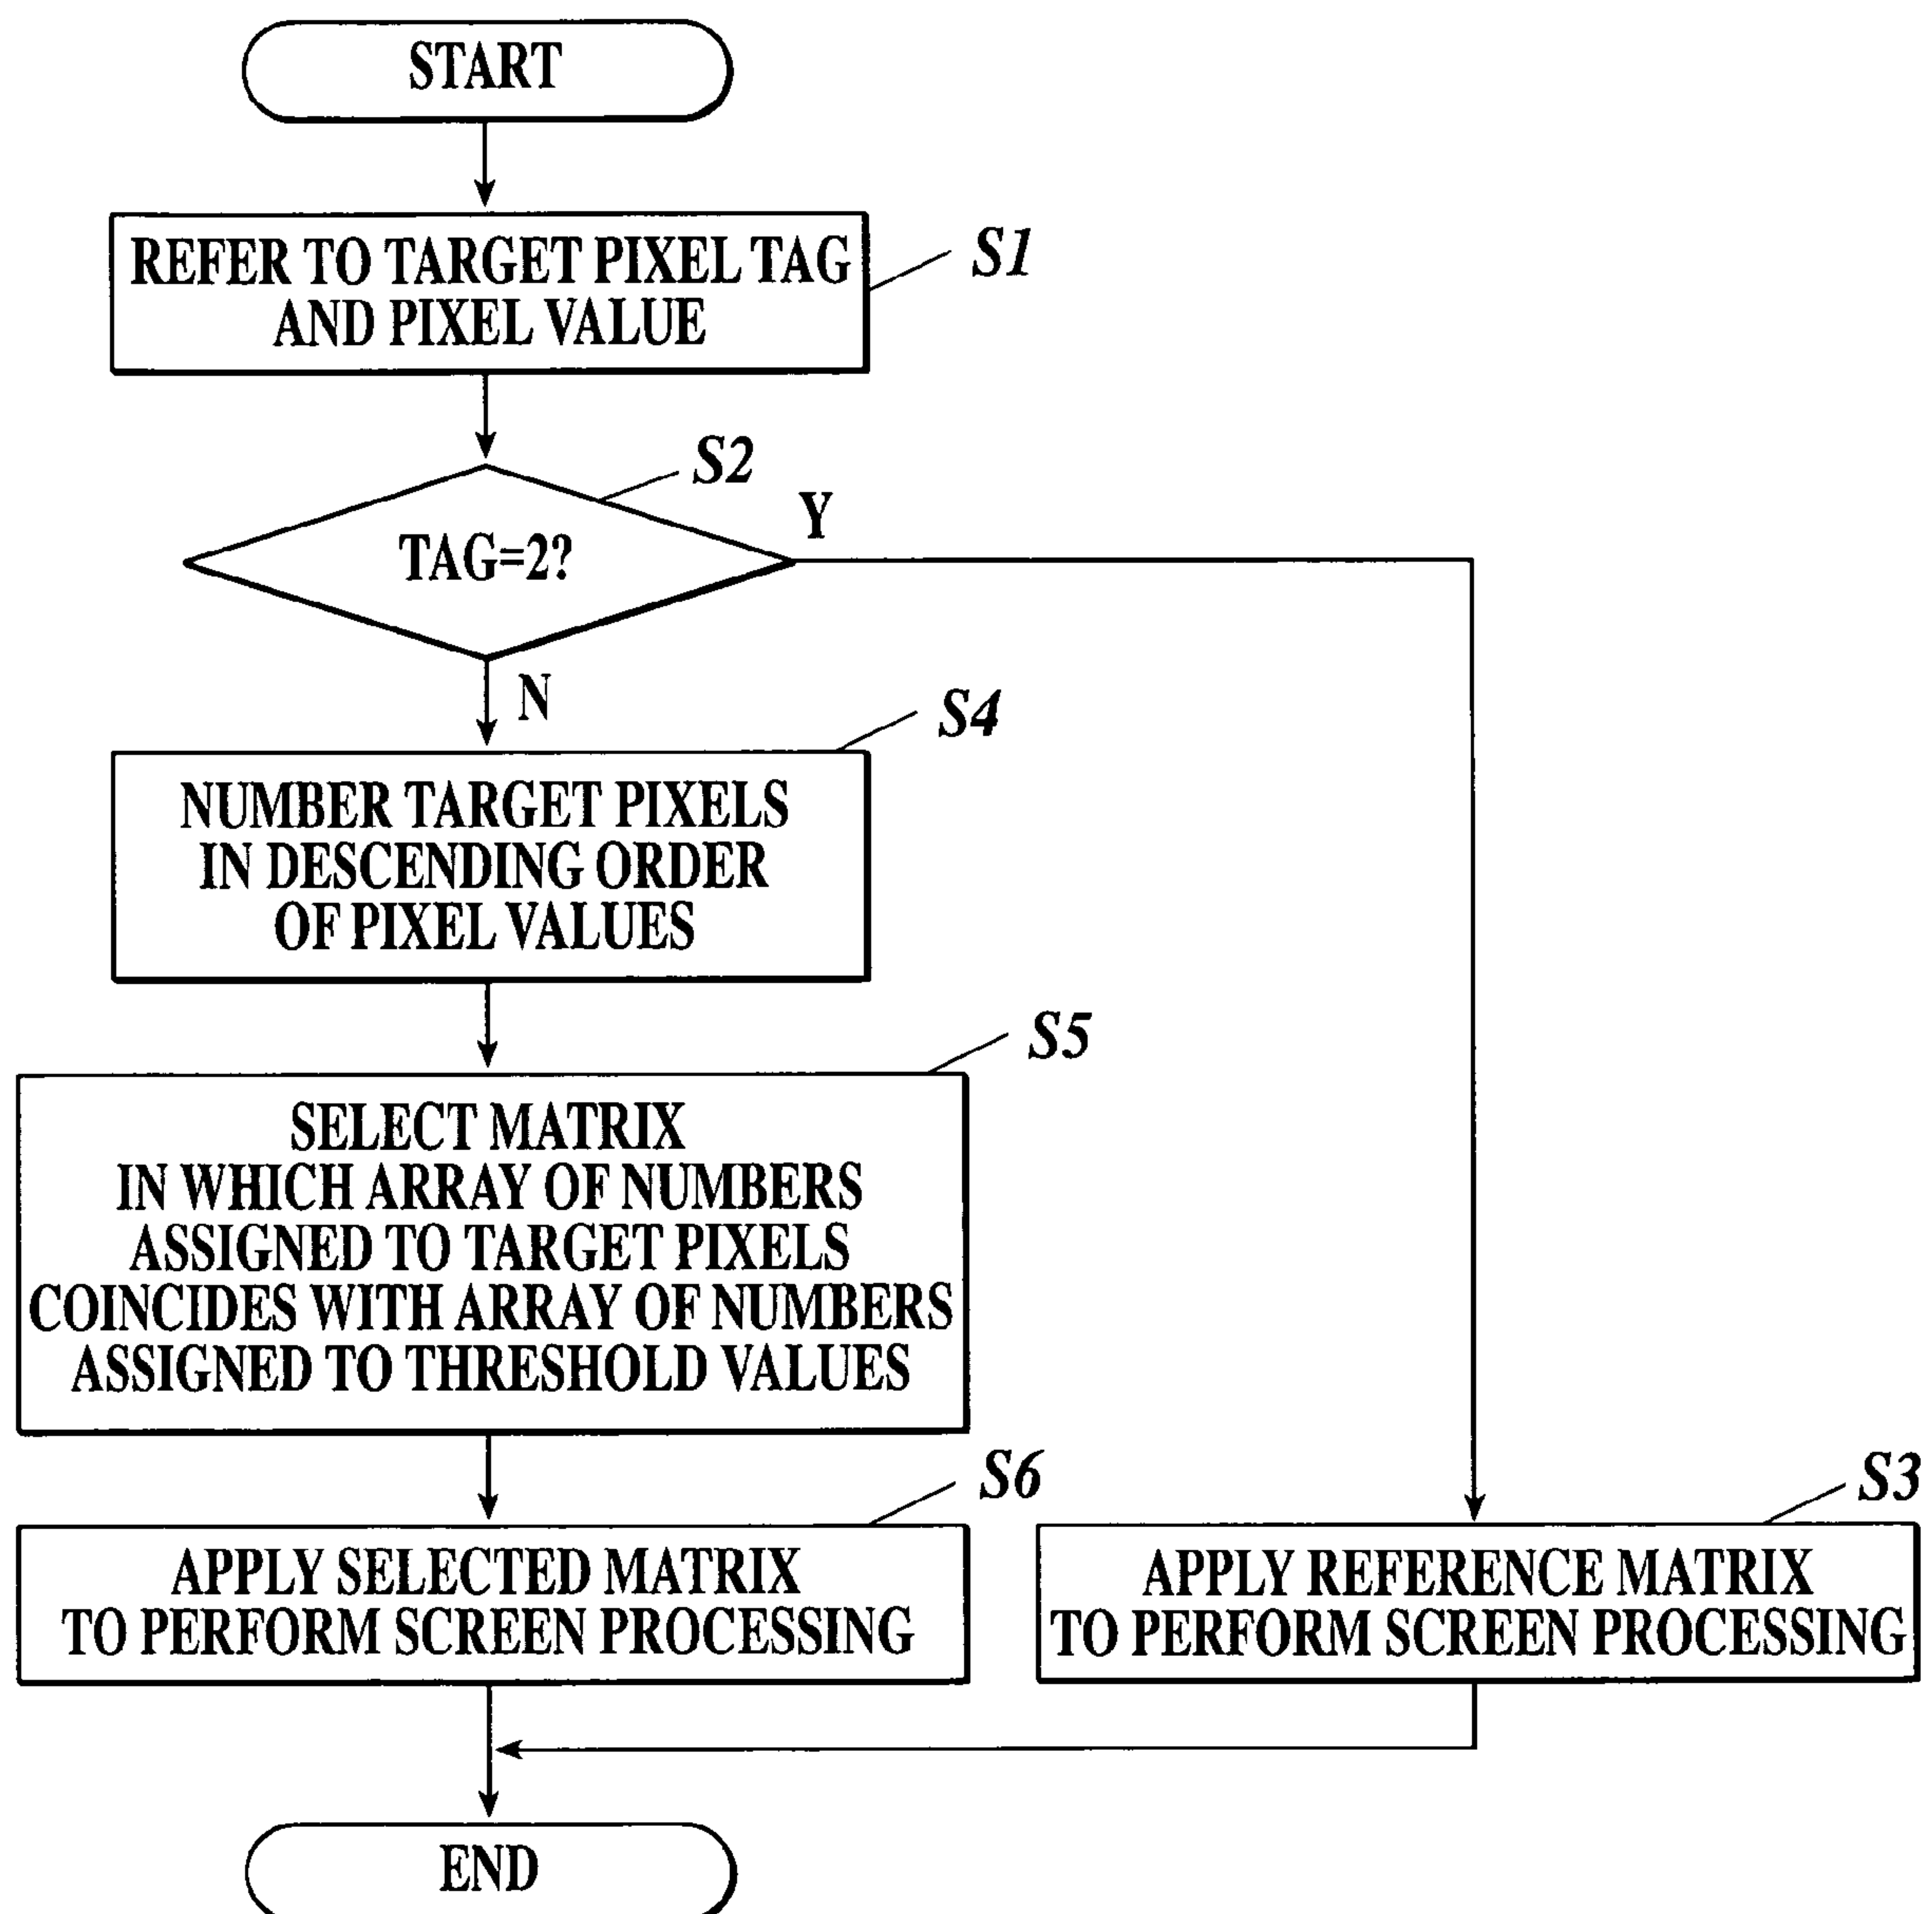 START
REFER TO TARGET PIXEL TAG
AND PIXEL VALUE
S1
S2
TAG=2?
Y
N
S4
NUMBER TARGET PIXELS
IN DESCENDING ORDER
OF PIXEL VALUES
S5
SELECT MATRIX
IN WHICH ARRAY OF NUMBERS
ASSIGNED TO TARGET PIXELS
COINCIDES WITH ARRAY OF NUMBERS
ASSIGNED TO THRESHOLD VALUES
S6
APPLY SELECTED MATRIX
TO PERFORM SCREEN PROCESSING
S3
APPLY REFERENCE MATRIX
TO PERFORM SCREEN PROCESSING
END